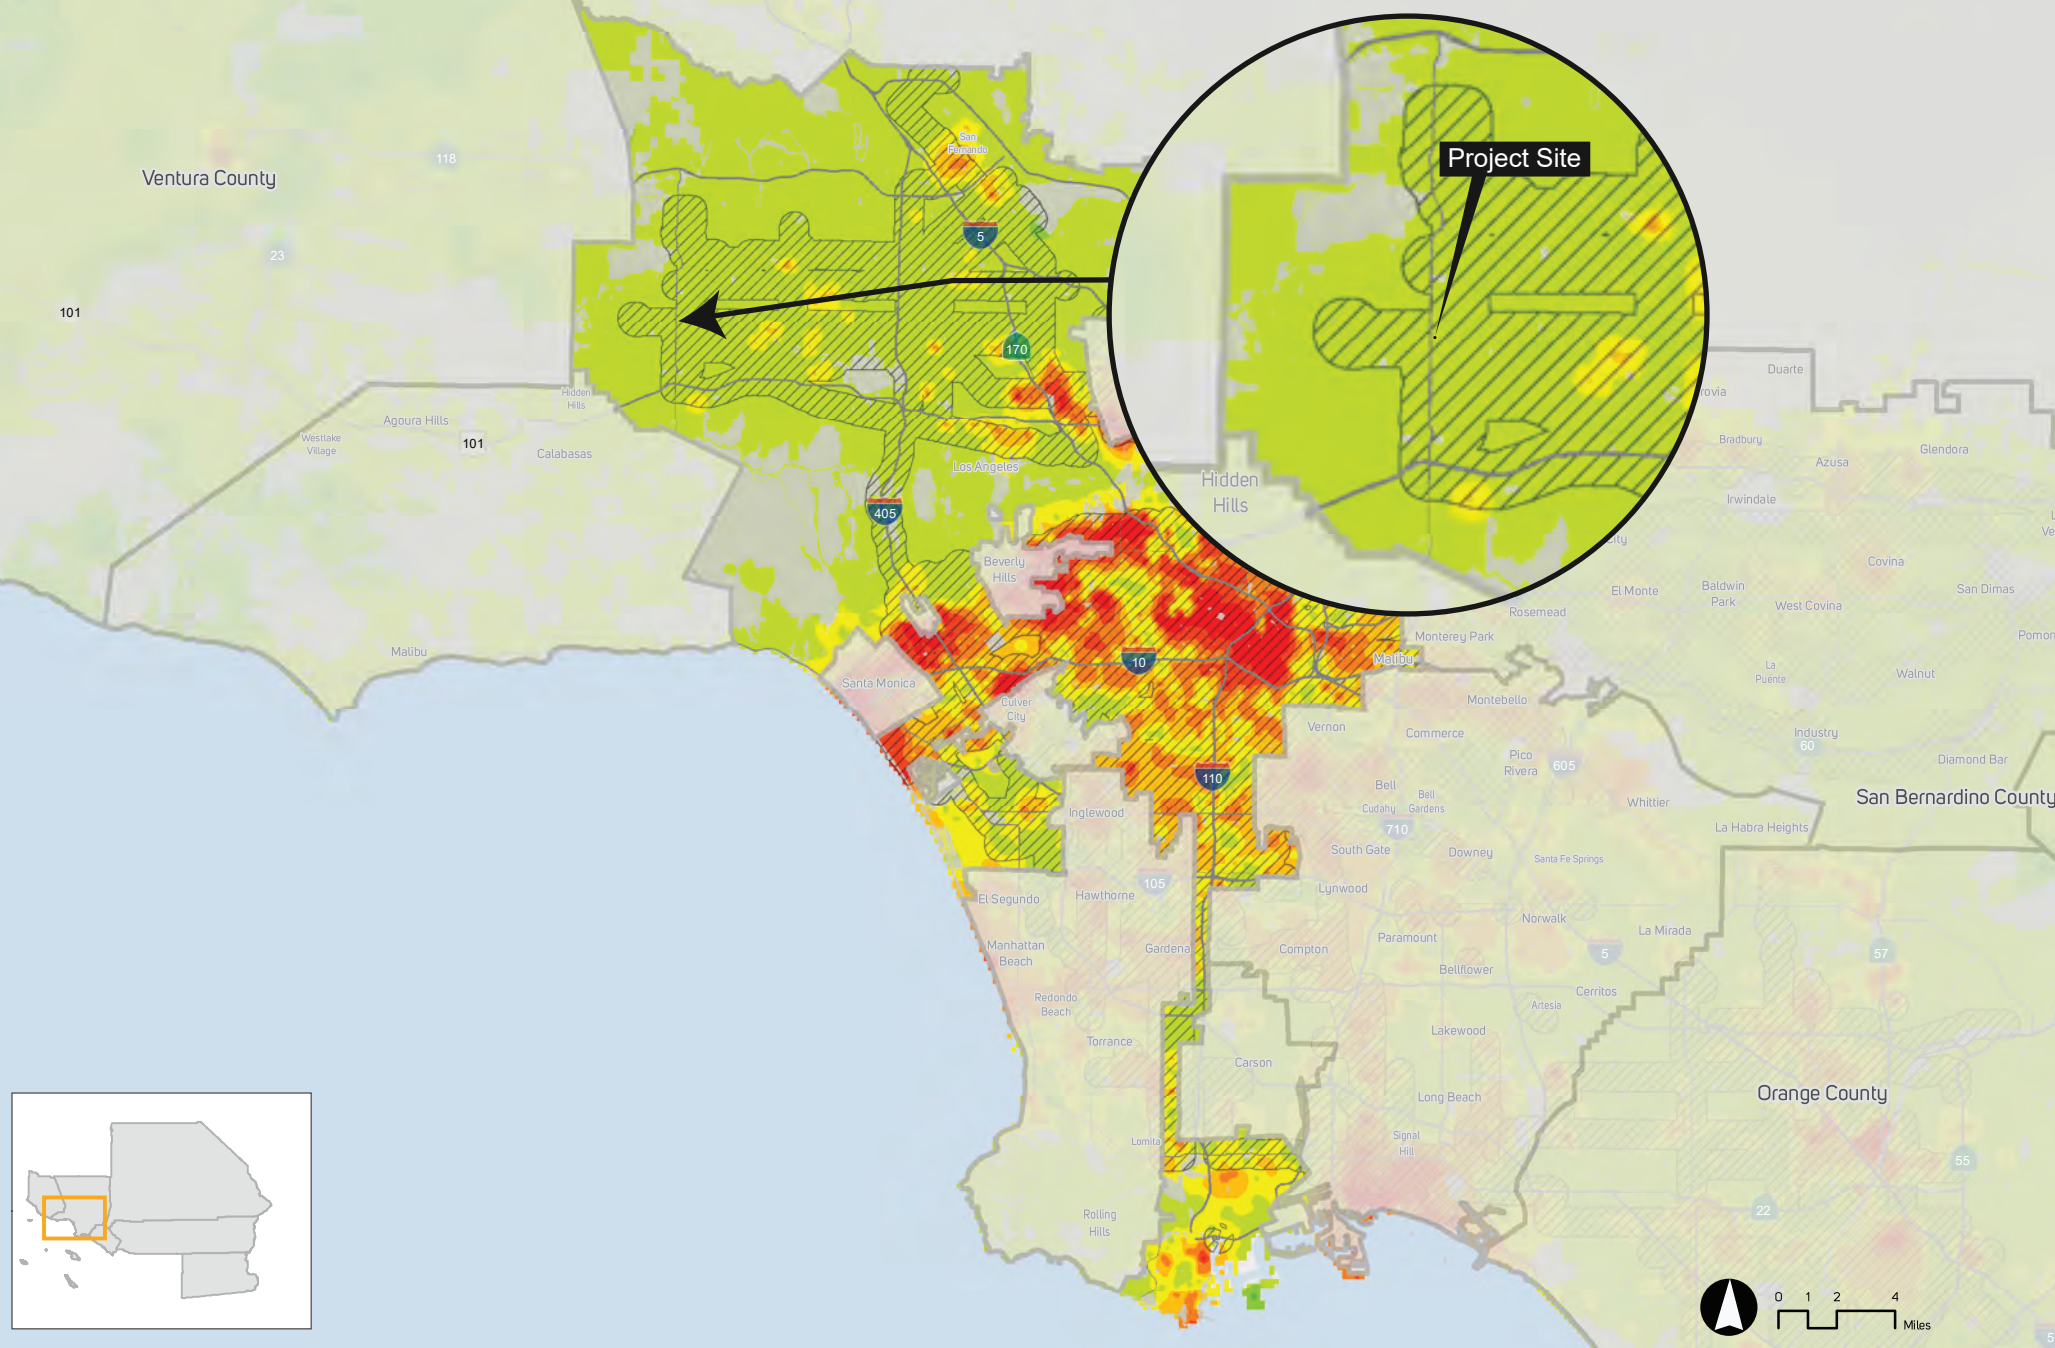 Ventura County
118
23
101
San
Fernando
5
Project Site
170
Hidden
Hills
Agoura Hills
Westlake
Village
101
Calabasas
Los Angeles
405
Hidden
Hills
Duarte
Bradbury
Glendora
Azusa
Irwindale
Beverly
Hills
Covina
El Monte
Baldwin
Park
San Dimas
West Covina
Rosemead
Monterey Park
Malibu
10
Malibu
La
Puente
Walnut
Santa Monica
Culver
City
Montebello
Vernon
Commerce
Industry
60
Pico
Rivera
605
Diamond Bar
110
Bell
Bell
Gardens
Cudahy
San Bernardino County
Whittier
Inglewood
710
La Habra Heights
South Gate
Downey
Santa Fe Springs
105
Lynwood
El Segundo
Hawthorne
Norwalk
La Mirada
Manhattan
Beach
Gardena
Compton
Paramount
5
57
Bellflower
Redondo
Beach
Artesia
Cerritos
Torrance
Lakewood
Carson
Long Beach
Orange County
Lomita
Signal
Hill
55
Rolling
Hills
22
0 1 2 4
Miles